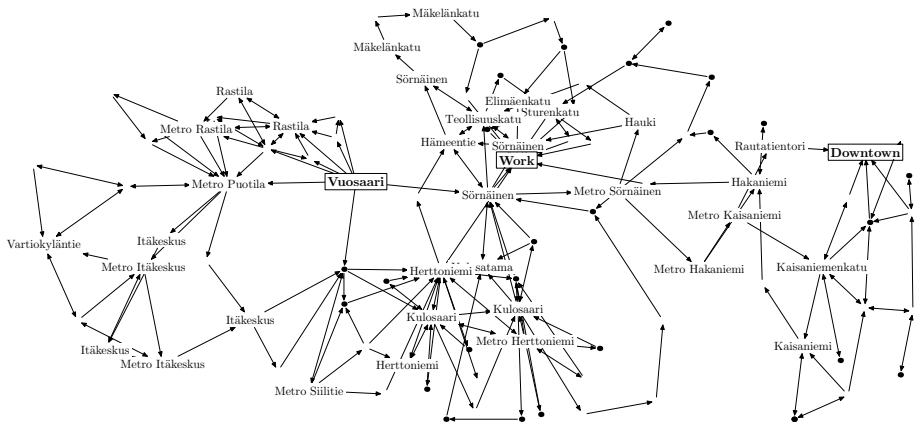 Mäkelänkatu
Mäkelänkatu
Sörnäinen
Rastila
Elimäenkatu
Sturenkatu
Teollisuuskatu
Metro Rastila
Rastila
Hauki
Hämeentie
Sörnäinen
Rautatientori
Downtown
Work
Metro Puotila
Vuosaari
Sörnäinen
Metro Sörnäinen
Hakaniemi
Metro Kaisaniemi
Vartiokyläntie
Itäkeskus
Metro Itäkeskus
Herttoniemi
satama
Metro Hakaniemi
Kaisaniemenkatu
Itäkeskus
Kulosaari
Kulosaari
Itäkeskus
Metro Itäkeskus
Metro Herttoniemi
Kaisaniemi
Herttoniemi
Metro Siilitie